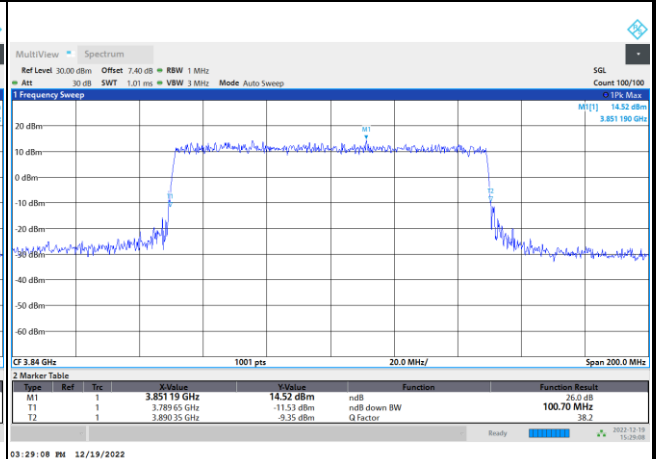 MultiView Spectrum
Ref Level 30.00 dBm Offset 7.40 dB RBW 1 MHz SGL
Att 30 dB SWT 1.01 ms VBW 3 MHz Mode Auto Sweep Count 100/100
1 Frequency Sweep 1Pk Max
M1[1] 14.52 dBm
3.851 190 GHz
M1
20 dBm
10 dBm
0 dBm
-10 dBm
T2
-20 dBm
-30 dBm
-40 dBm
-50 dBm
-60 dBm
CF 3.84 GHz 1001 pts 20.0 MHz/ Span 200.0 MHz
2 Marker Table
Type Ref Trc X-Value Y-Value Function Function Result
M1 1 3.851 19 GHz 14.52 dBm ndB 26.0 dB
T1 1 3.789 65 GHz -11.53 dBm ndB down BW 100.70 MHz
T2 1 3.890 35 GHz -9.35 dBm Q Factor 38.2
Ready 2022-12-19
15:29:08
03:29:08 PM 12/19/2022